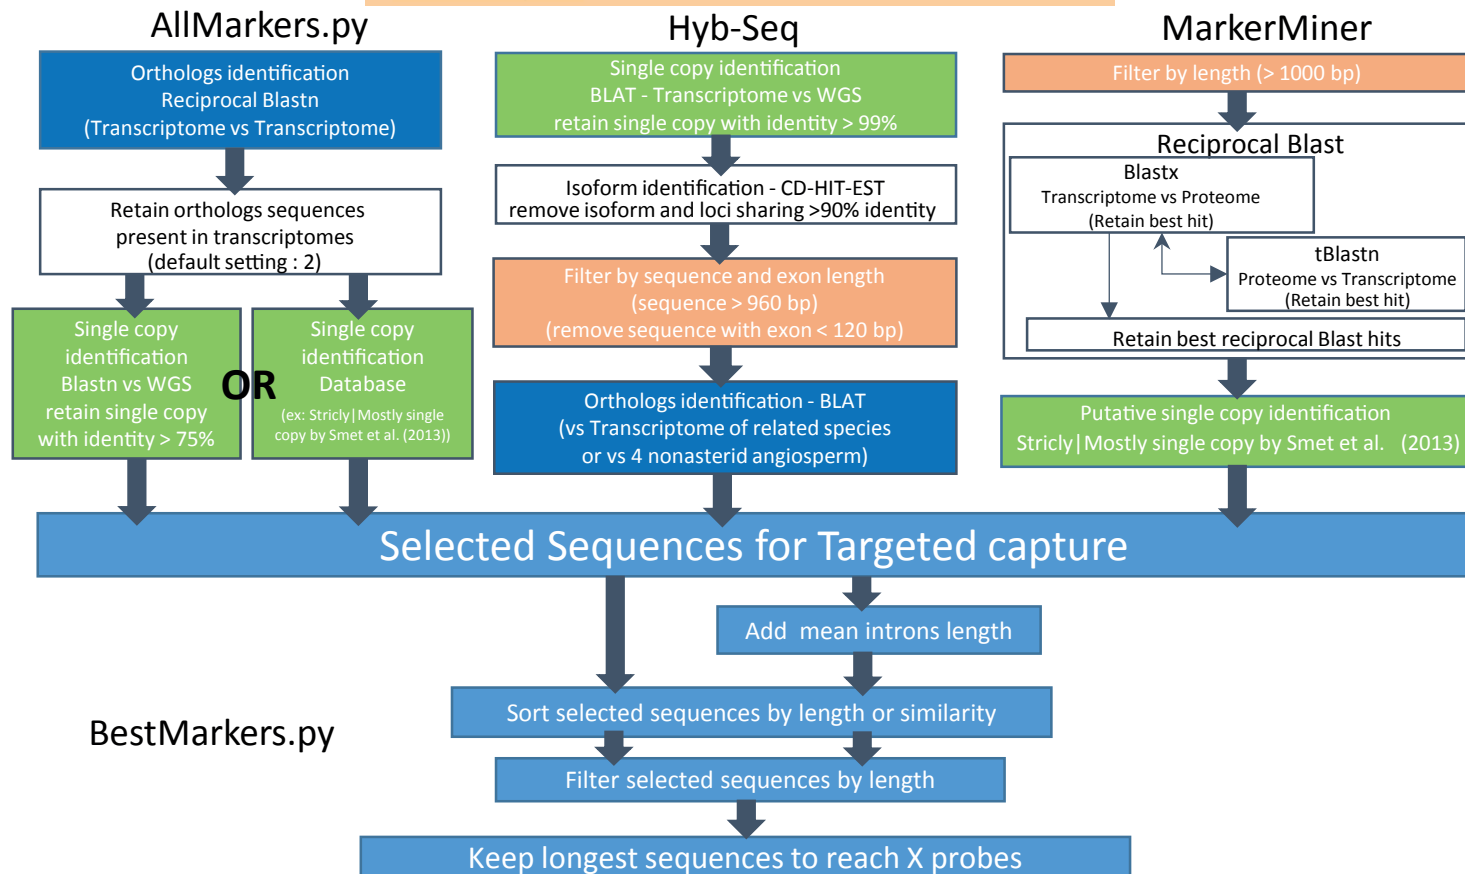 AllMarkers.py
Orthologs identification
Reciprocal Blastn
(Transcriptome vs Transcriptome)
Retain orthologs sequences
present in transcriptomes
(default setting : 2)
Single copy
identification
Blastn vs WGS
retain single copy
with identity > 75%
OR
Single copy
identification
Database
(ex: Stricly|Mostly single
copy by Smet et al. (2013))
Hyb-Seq
Single copy identification
BLAT - Transcriptome vs WGS
retain single copy with identity > 99%
Isoform identification - CD-HIT-EST
remove isoform and loci sharing >90% identity
Filter by sequence and exon length
(sequence > 960 bp)
(remove sequence with exon < 120 bp)
Orthologs identification - BLAT
(vs Transcriptome of related species
or vs 4 nonasterid angiosperm)
MarkerMiner
Filter by length (> 1000 bp)
Reciprocal Blast
Blastx
Transcriptome vs Proteome
(Retain best hit)
tBlastn
Proteome vs Transcriptome
(Retain best hit)
Retain best reciprocal Blast hits
Putative single copy identification
Stricly|Mostly single copy by Smet et al. (2013)
Selected Sequences for Targeted capture
Add mean introns length
Sort selected sequences by length or similarity
BestMarkers.py
Filter selected sequences by length
Keep longest sequences to reach X probes